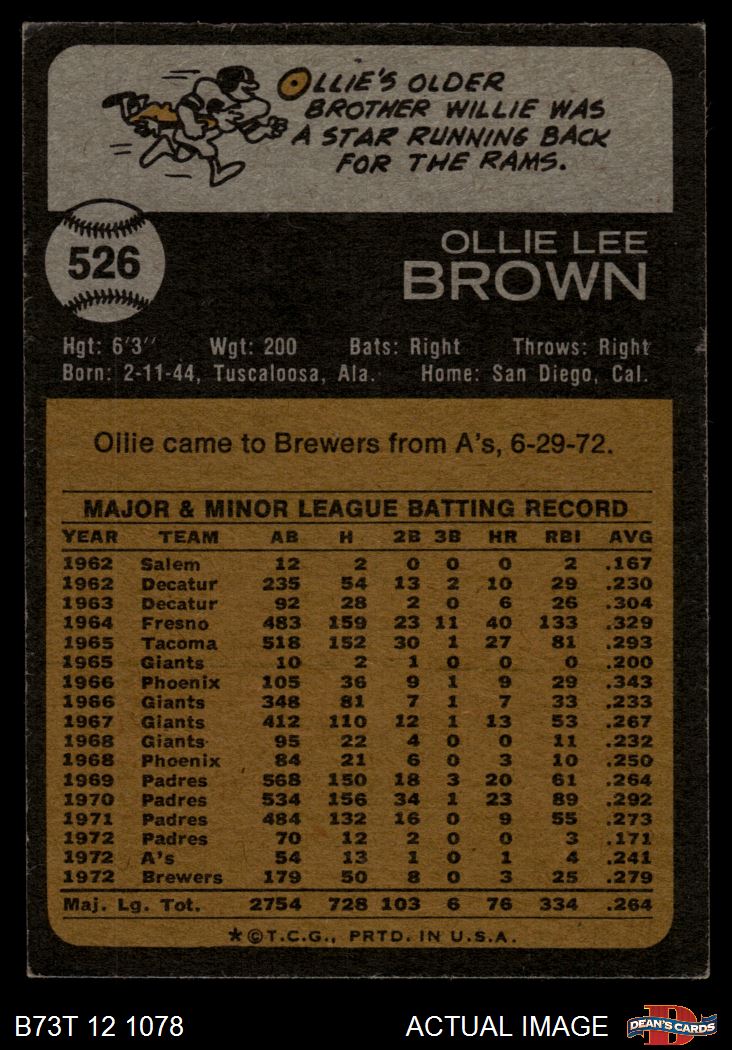 OLLIE'S OLDER
BROTHER WILLIE WAS
A STAR RUNNING BACK
FOR THE RAMS.
526
OLLIE LEE
BROWN
Hgt: 6'3" Wgt: 200 Bats: Right Throws: Right
Born: 2-11-44, Tuscaloosa, Ala. Home: San Diego, Cal.
Ollie came to Brewers from A's, 6-29-72.
MAJOR & MINOR LEAGUE BATTING RECORD
YEAR TEAM AB H 2B 3B HR RBI AVG
1962 Salem 12 2 0 0 0 2 .167
1962 Decatur 235 54 13 2 10 29 .230
1963 Decatur 92 28 2 0 6 26 .304
1964 Fresno 483 159 23 11 40 133 .329
1965 Tacoma 518 152 30 1 27 81 .293
1965 Giants 10 2 1 0 0 0 .200
1966 Phoenix 105 36 9 1 9 29 .343
1966 Giants 348 81 7 1 7 33 .233
1967 Giants 412 110 12 1 13 53 .267
1968 Giants 95 22 4 0 0 11 .232
1968 Phoenix 84 21 6 0 3 10 .250
1969 Padres 568 150 18 3 20 61 .264
1970 Padres 534 156 34 1 23 89 .292
1971 Padres 484 132 16 0 9 55 .273
1972 Padres 70 12 2 0 0 3 .171
1972 A's 54 13 1 0 1 4 .241
1972 Brewers 179 50 8 0 3 25 .279
Maj. Lg. Tot. 2754 728 103 6 76 334 .264
*©T.C.G., PRTD. IN U.S.A.
B73T 12 1078 ACTUAL IMAGE
D
DEAN'S CARDS